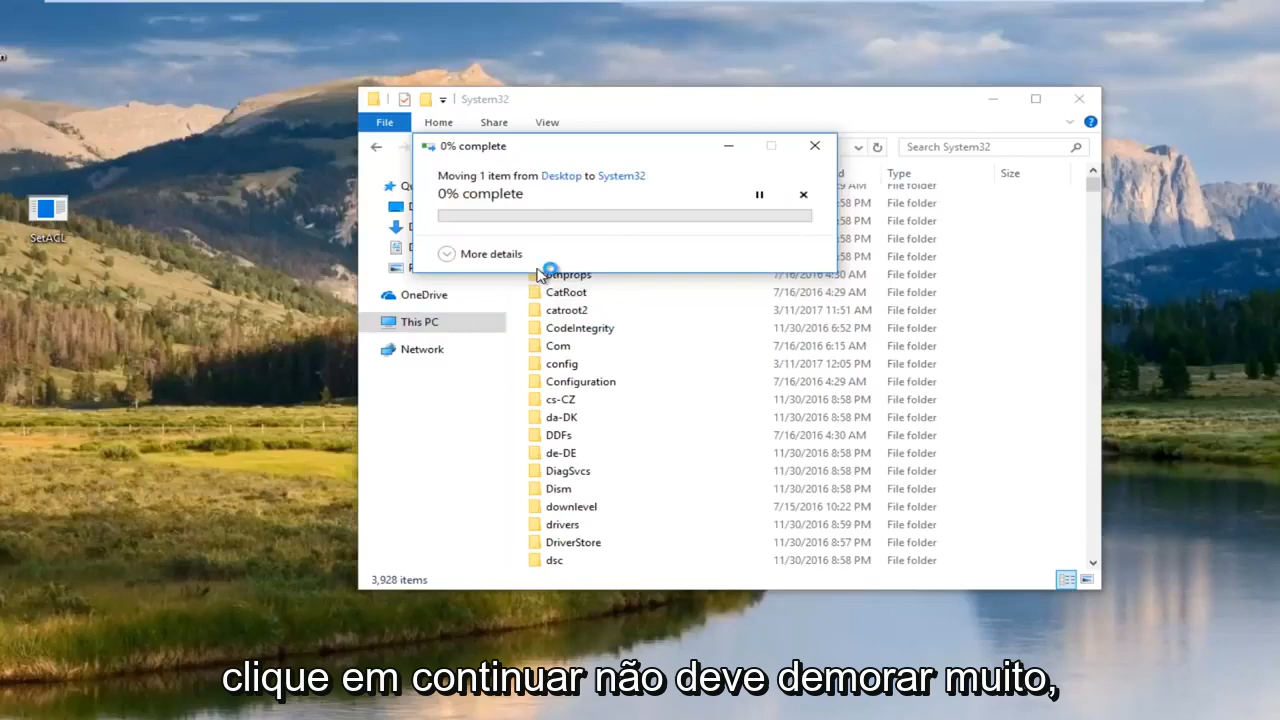 System32
File Home Share View
0% complete
Search System32
Moving 1 item from Desktop to System32
0% complete
More details
SetACL
OneDrive
This PC
Network
d Type Size
AM File folder
:58 PM File folder
:58 PM File folder
:58 PM File folder
:58 PM File folder
bthprops 7/16/2016 4:30 AM File folder
CatRoot 7/16/2016 4:29 AM File folder
catroot2 3/11/2017 11:51 AM File folder
CodeIntegrity 11/30/2016 6:52 PM File folder
Com 7/16/2016 6:15 AM File folder
config 3/11/2017 12:05 PM File folder
Configuration 7/16/2016 4:29 AM File folder
cs-CZ 11/30/2016 8:58 PM File folder
da-DK 11/30/2016 8:58 PM File folder
DDFs 7/16/2016 4:30 AM File folder
de-DE 11/30/2016 8:58 PM File folder
DiagSvcs 11/30/2016 8:58 PM File folder
Dism 11/30/2016 8:58 PM File folder
downlevel 7/15/2016 10:22 PM File folder
drivers 11/30/2016 8:59 PM File folder
DriverStore 11/30/2016 8:57 PM File folder
dsc 11/30/2016 8:58 PM File folder
3,928 items
clique em continuar não deve demorar muito,